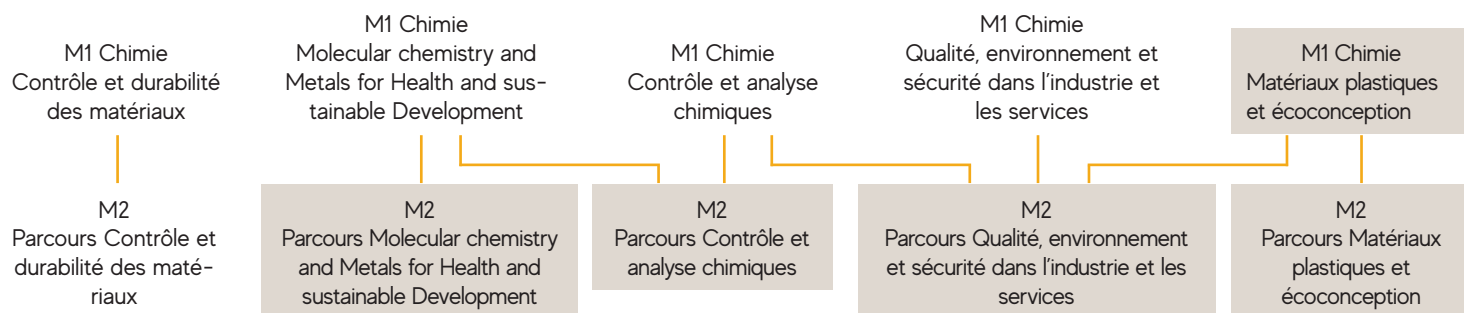 M1 Chimie
Contrôle et durabilité
des matériaux
M1 Chimie
Molecular chemistry and
Metals for Health and sus-
tainable Development
M1 Chimie
Contrôle et analyse
chimiques
M1 Chimie
Qualité, environnement et
sécurité dans l'industrie et
les services
M1 Chimie
Matériaux plastiques
et écoconception
M2
Parcours Contrôle et
durabilité des maté-
riaux
M2
Parcours Molecular chemistry
and Metals for Health and
sustainable Development
M2
Parcours Contrôle et
analyse chimiques
M2
Parcours Qualité, environnement
et sécurité dans l'industrie et les
services
M2
Parcours Matériaux
plastiques et
écoconception